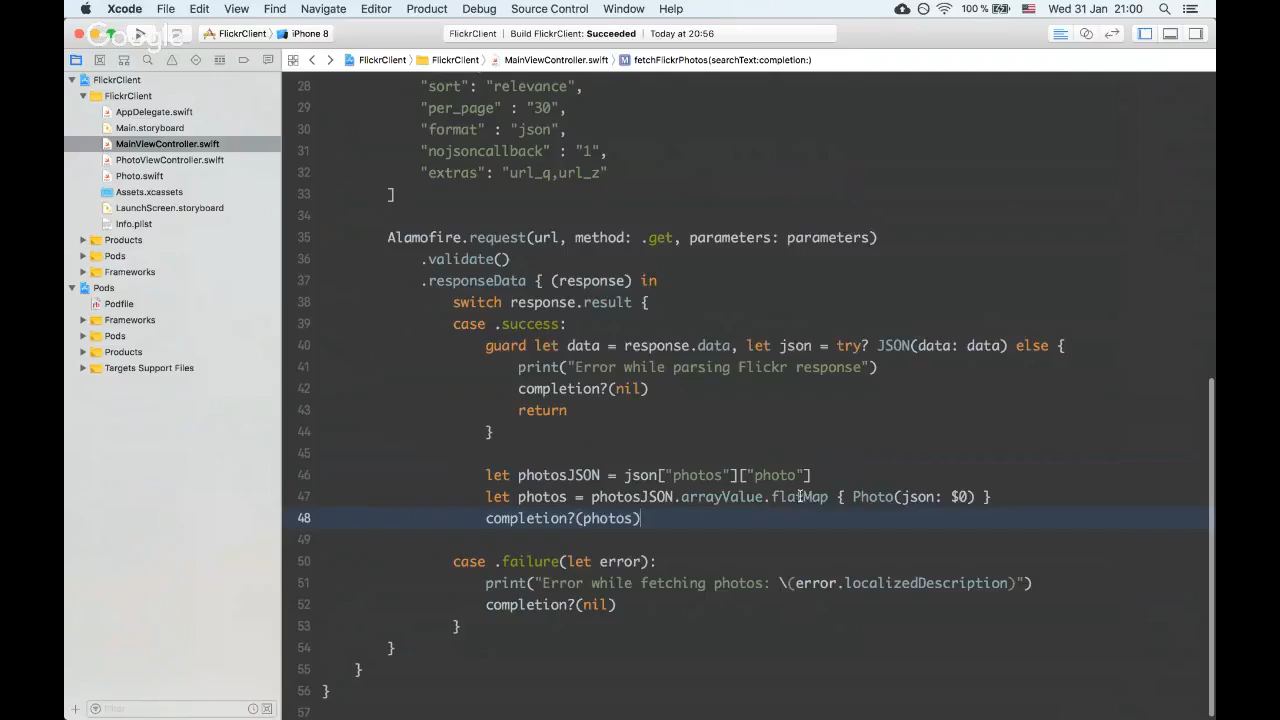 Xcode File Edit View Find Navigate Editor Product Debug Source Control Window Help 100 % Wed 31 Jan 21:00
Google
FlickrClient iPhone 8 FlickrClient Build FlickrClient: Succeeded Today at 20:56
FlickrClient FlickrClient MainViewController.swift M fetchFlickrPhotos(searchText:completion:)
FlickrClient
FlickrClient
AppDelegate.swift
Main.storyboard
MainViewController.swift
PhotoViewController.swift
Photo.swift
Assets.xcassets
LaunchScreen.storyboard
Info.plist
Products
Pods
Frameworks
Pods
Podfile
Frameworks
Pods
Products
Targets Support Files
Filter
28 "sort": "relevance",
29 "per_page" : "30",
30 "format" : "json",
31 "nojsoncallback" : "1",
32 "extras": "url_q,url_z"
33 ]
34
35 Alamofire.request(url, method: .get, parameters: parameters)
36 .validate()
37 .responseData { (response) in
38 switch response.result {
39 case .success:
40 guard let data = response.data, let json = try? JSON(data: data) else {
41 print("Error while parsing Flickr response")
42 completion?(nil)
43 return
44 }
45
46 let photosJSON = json["photos"]["photo"]
47 let photos = photosJSON.arrayValue.flatMap { Photo(json: $0) }
48 completion?(photos)
49
50 case .failure(let error):
51 print("Error while fetching photos: \(error.localizedDescription)")
52 completion?(nil)
53 }
54 }
55 }
56 }
57